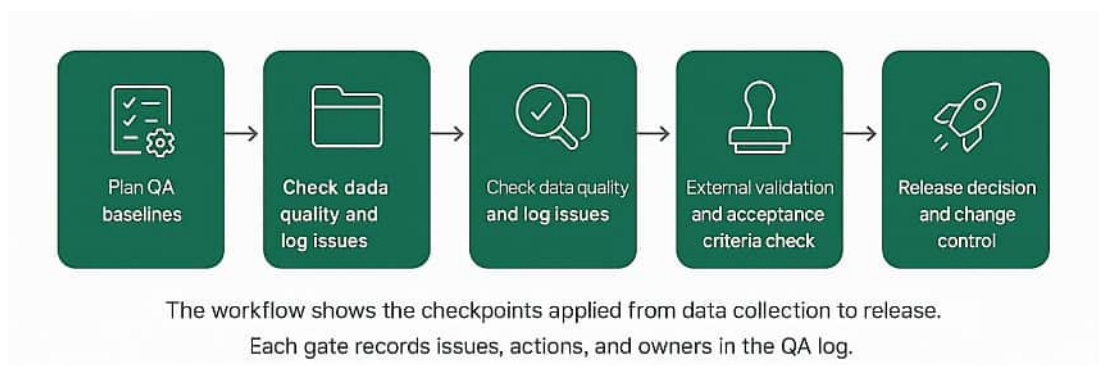 Plan QA
baselines
Check dada
quality and
log issues
Check data quality
and log issues
External validation
and acceptance
criteria check
Release decision
and change
control
The workflow shows the checkpoints applied from data collection to release.
Each gate records issues, actions, and owners in the QA log.